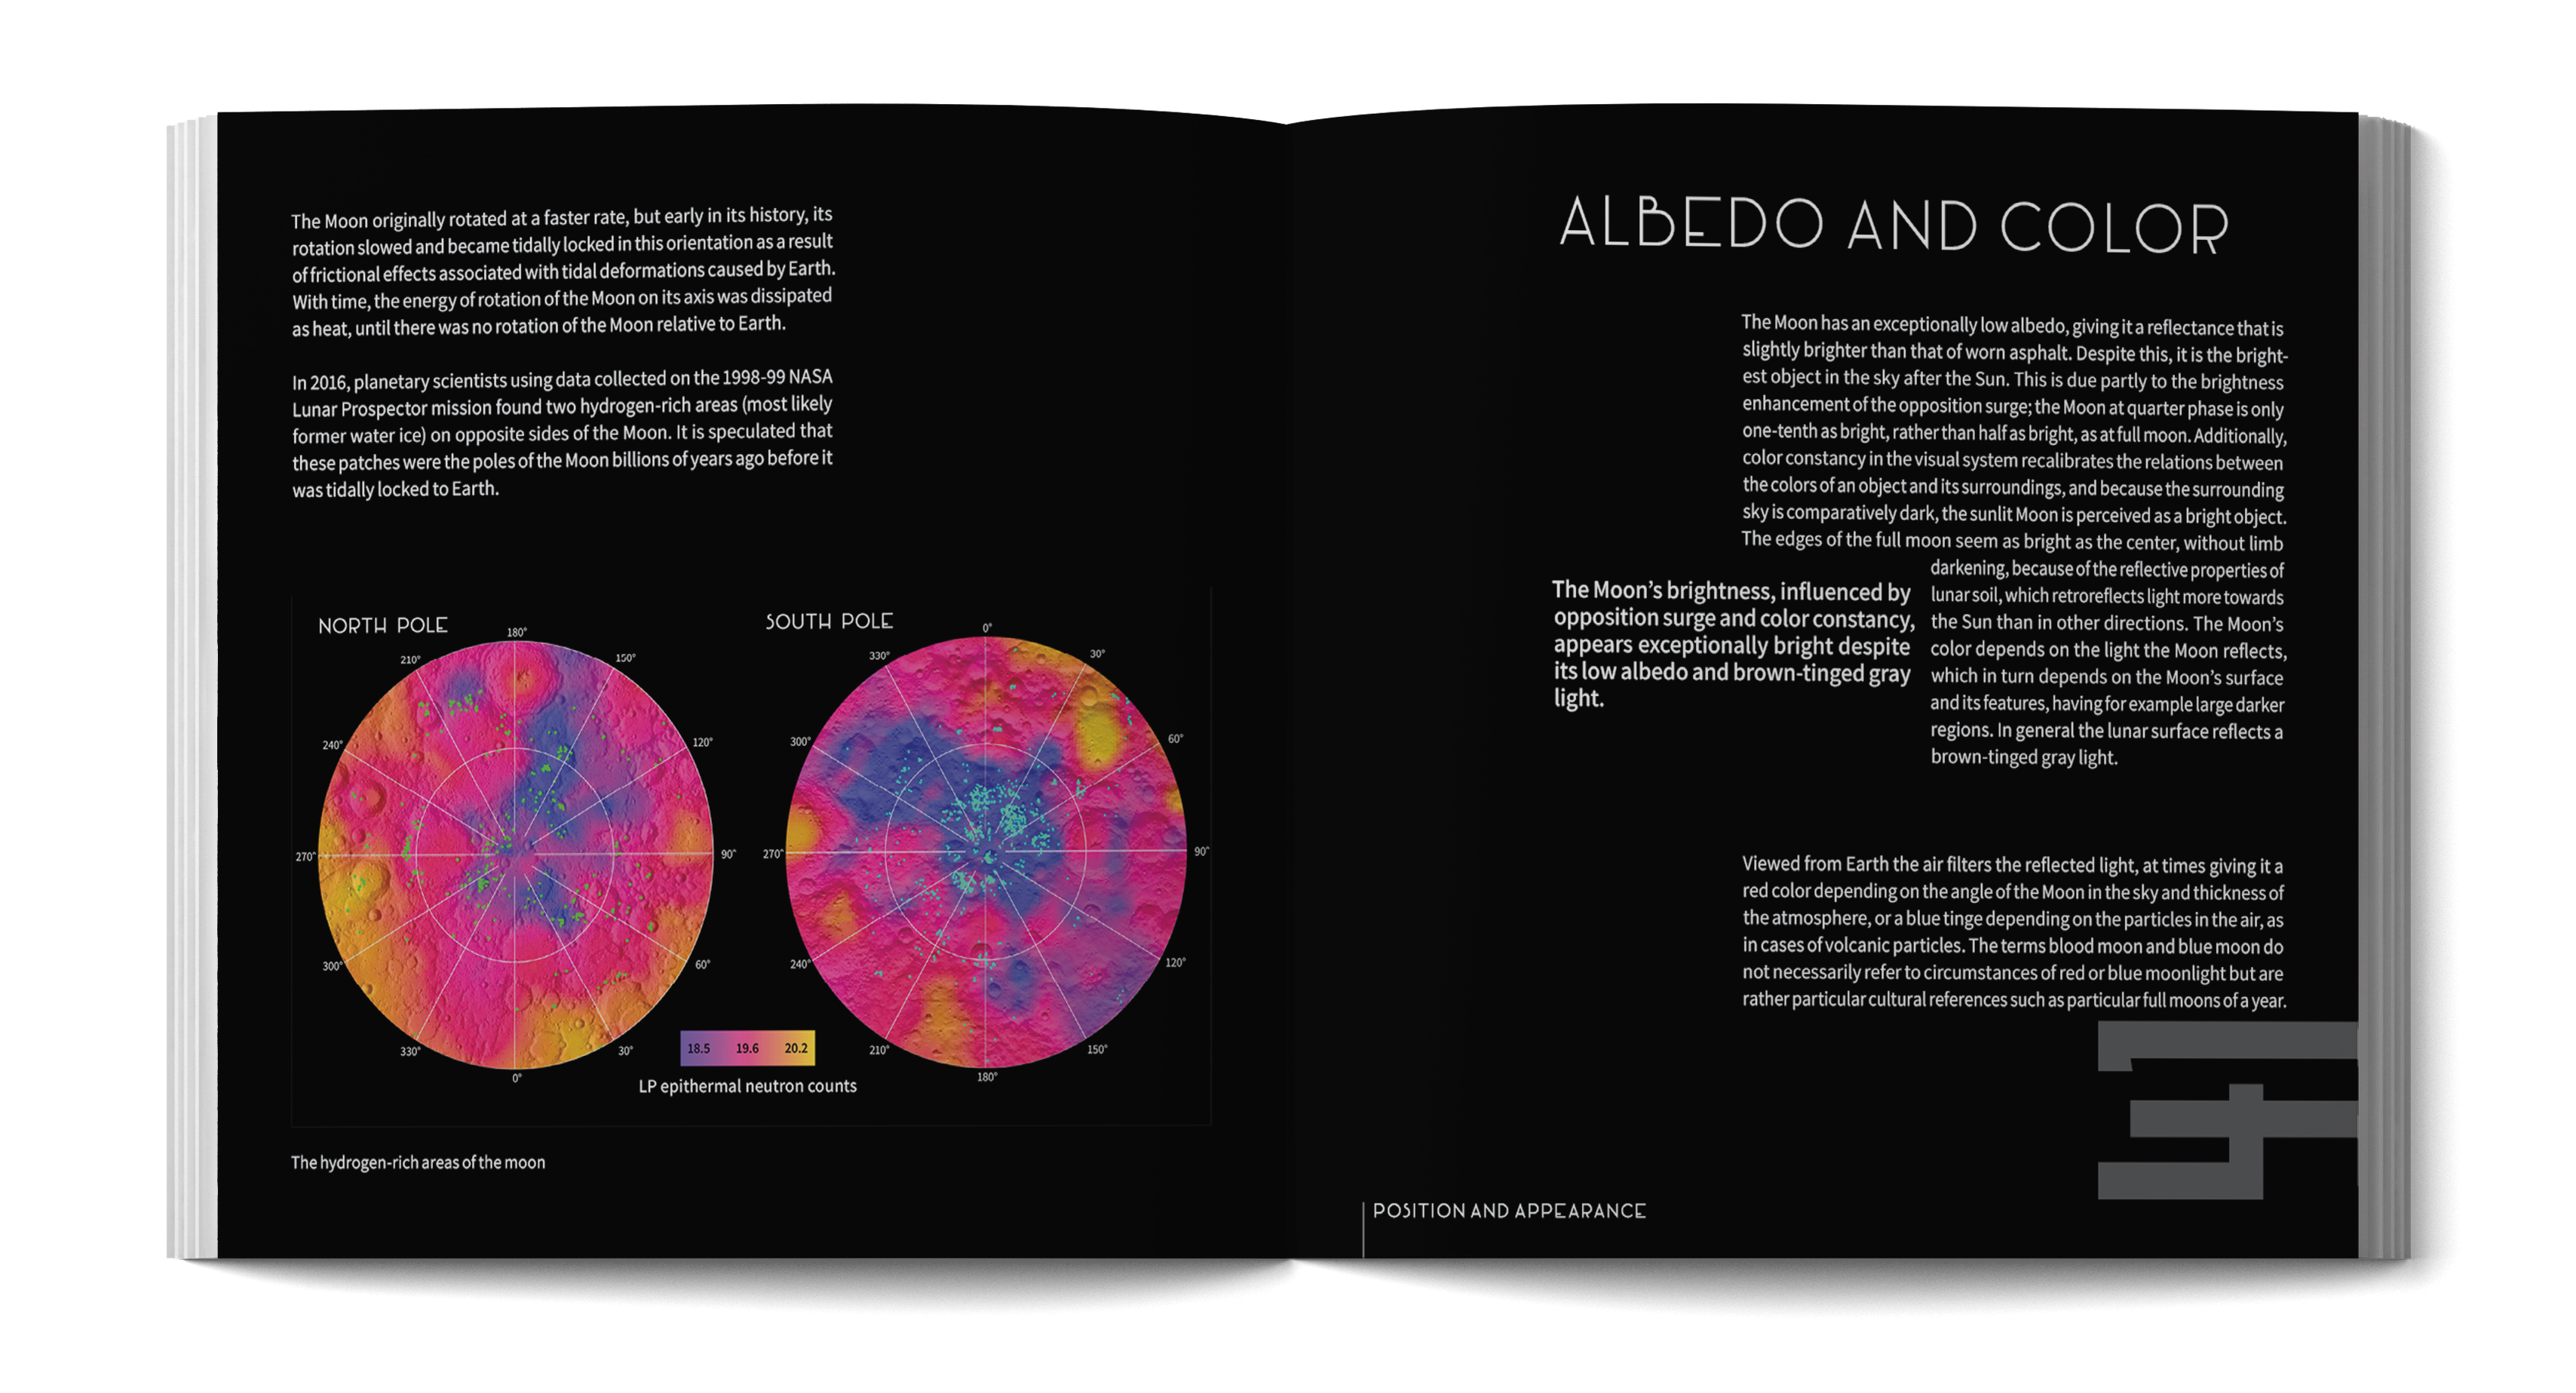 The Moon originally rotated at a faster rate, but early in its history, its
rotation slowed and became tidally locked in this orientation as a result
of frictional effects associated with tidal deformations caused by Earth.
With time, the energy of rotation of the Moon on its axis was dissipated
as heat, until there was no rotation of the Moon relative to Earth.
In 2016, planetary scientists using data collected on the 1998-99 NASA
Lunar Prospector mission found two hydrogen-rich areas (most likely
former water ice) on opposite sides of the Moon. It is speculated that
these patches were the poles of the Moon billions of years ago before it
was tidally locked to Earth.
NORTH POLE
180°
210°
150°
240°
120°
270°
90°
300°
60°
330°
30°
0°
SOUTH POLE
0°
330°
30°
300°
60°
270°
90°
240°
120°
210°
150°
180°
18.5 19.6 20.2
LP epithermal neutron counts
The hydrogen-rich areas of the moon
ALBEDO AND COLOR
The Moon has an exceptionally low albedo, giving it a reflectance that is
slightly brighter than that of worn asphalt. Despite this, it is the bright-
est object in the sky after the Sun. This is due partly to the brightness
enhancement of the opposition surge; the Moon at quarter phase is only
one-tenth as bright, rather than half as bright, as at full moon. Additionally,
color constancy in the visual system recalibrates the relations between
the colors of an object and its surroundings, and because the surrounding
sky is comparatively dark, the sunlit Moon is perceived as a bright object.
The edges of the full moon seem as bright as the center, without limb
darkening, because of the reflective properties of
lunar soil, which retroreflects light more towards
the Sun than in other directions. The Moon's
color depends on the light the Moon reflects,
which in turn depends on the Moon's surface
and its features, having for example large darker
regions. In general the lunar surface reflects a
brown-tinged gray light.
The Moon's brightness, influenced by
opposition surge and color constancy,
appears exceptionally bright despite
its low albedo and brown-tinged gray
light.
Viewed from Earth the air filters the reflected light, at times giving it a
red color depending on the angle of the Moon in the sky and thickness of
the atmosphere, or a blue tinge depending on the particles in the air, as
in cases of volcanic particles. The terms blood moon and blue moon do
not necessarily refer to circumstances of red or blue moonlight but are
rather particular cultural references such as particular full moons of a year.
POSITION AND APPEARANCE